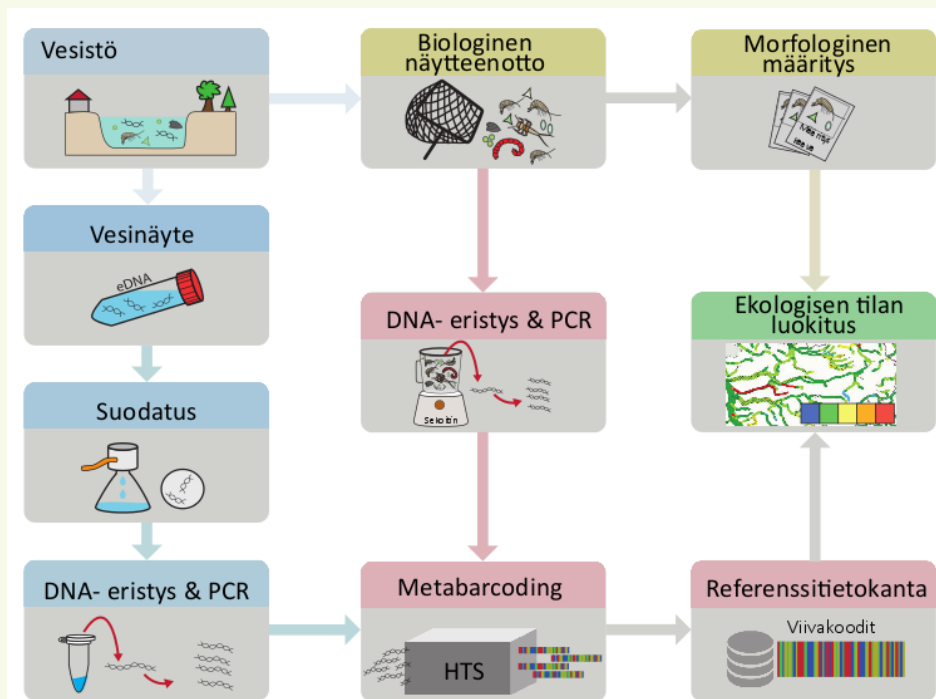 Vesistö
Biologinen
näytteenotto
Morfologinen
määritys
Vesinäyte
eDNA
DNA- eristys & PCR
Sekoitin
Ekologisen tilan
luokitus
Suodatus
DNA- eristys & PCR
Metabarcoding
HTS
Referenssitietokanta
Viivakoodit